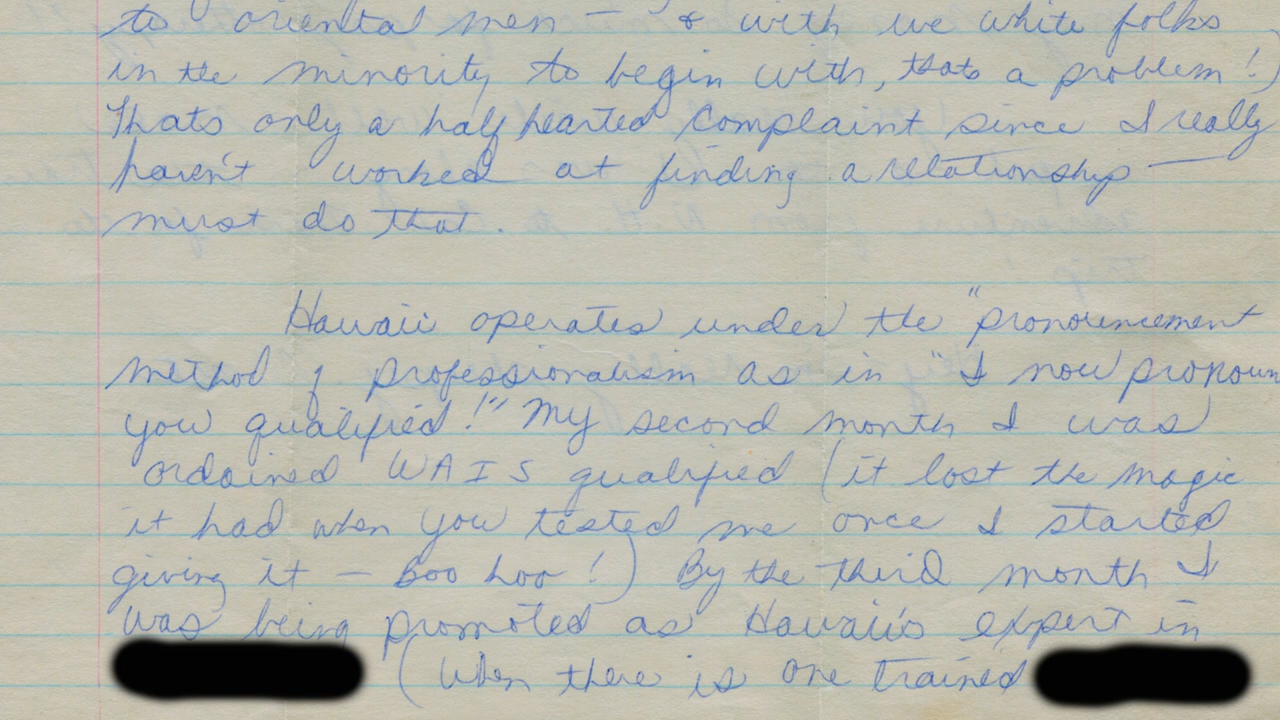 to oriental men — & with we white folks
in the minority to begin with, thats a problem!)
Thats only a half hearted complaint since I really
haven't worked at finding a relationship —
must do that.
Hawaii operates under the "pronouncement
method of professionalism as in "I now pronoun
you qualified!" My second month I was
ordained WAIS qualified (it lost the magic
it had when you tested me once I started
giving it — Boo hoo!) By the third month I
was being promoted as Hawaii's expert in
(when there is one trained